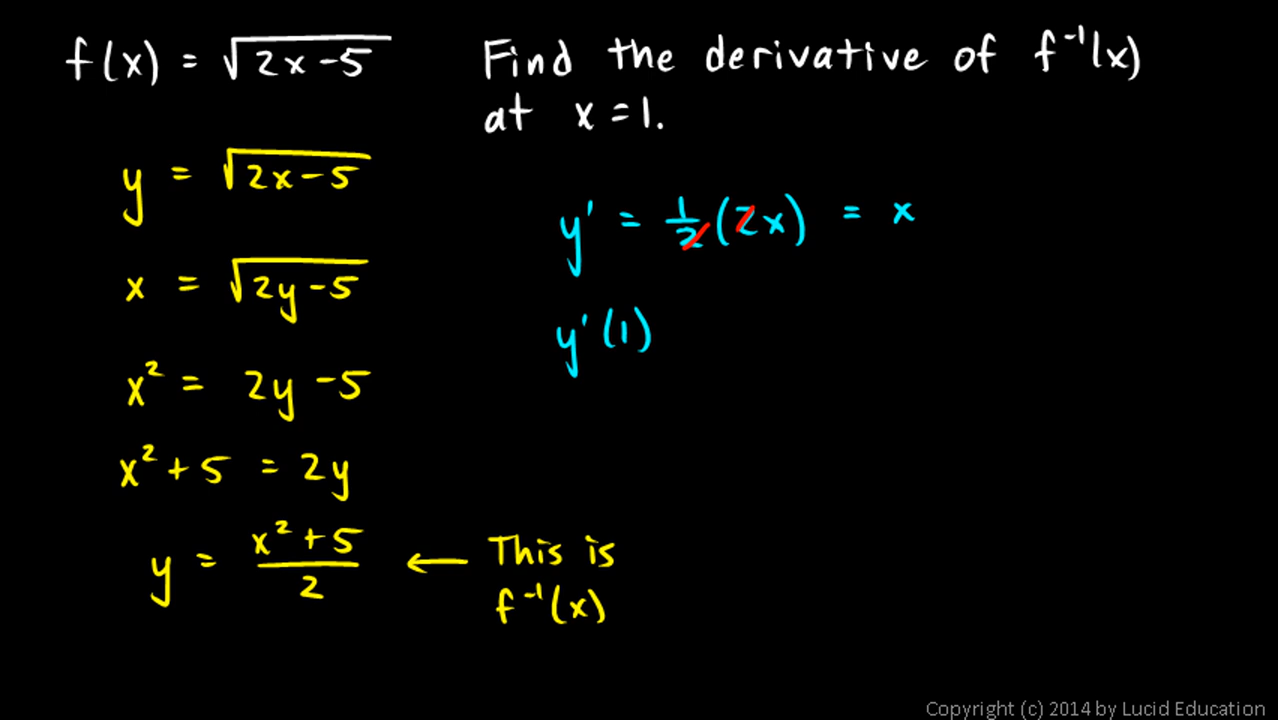 f(x) = √(2x-5)
Find the derivative of f⁻¹(x)
at x = 1.
y = √(2x-5)
x = √(2y-5)
x² = 2y - 5
x² + 5 = 2y
y = (x² + 5)/2 ← This is
f⁻¹(x)
y' = 1/2 (2x) = x
y'(1)
Copyright (c) 2014 by Lucid Education